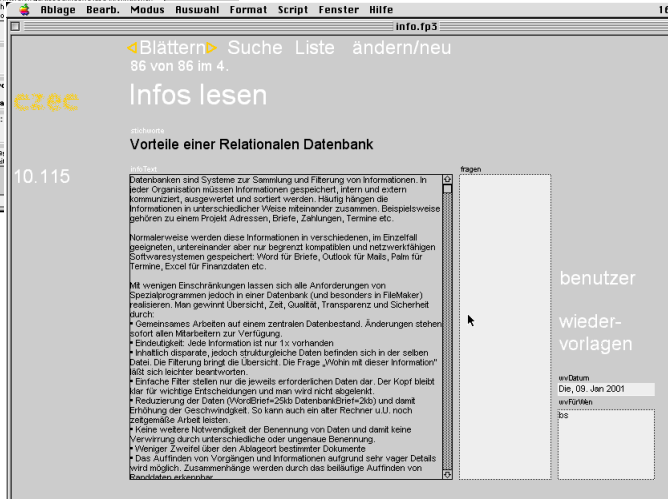 Ablage Bearb. Modus Auswahl Format Script Fenster Hilfe
info.fp3
Blättern Suche Liste ändern/neu
86 von 86 im 4.
czec
Infos lesen
stichworte
Vorteile einer Relationalen Datenbank
10.115
infoText
Datenbanken sind Systeme zur Sammlung und Filterung von Informationen. In
jeder Organisation müssen Informationen gespeichert, intern und extern
kommuniziert, ausgewertet und sortiert werden. Häufig hängen die
Informationen in unterschiedlicher Weise miteinander zusammen. Beispielsweise
gehören zu einem Projekt Adressen, Briefe, Zahlungen, Termine etc.
Normalerweise werden diese Informationen in verschiedenen, im Einzelfall
geeigneten, untereinander aber nur begrenzt kompatiblen und netzwerkfähigen
Softwaresystemen gespeichert: Word für Briefe, Outlook für Mails, Palm für
Termine, Excel für Finanzdaten etc.
Mit wenigen Einschränkungen lassen sich alle Anforderungen von
Spezialprogrammen jedoch in einer Datenbank (und besonders in FileMaker)
realisieren. Man gewinnt Übersicht, Zeit, Qualität, Transparenz und Sicherheit
durch:
• Gemeinsames Arbeiten auf einem zentralen Datenbestand. Änderungen stehen
sofort allen Mitarbeitern zur Verfügung.
• Eindeutigkeit: Jede Information ist nur 1x vorhanden
• Inhaltlich disparate, jedoch strukturgleiche Daten befinden sich in der selben
Datei. Die Filterung bringt die Übersicht. Die Frage „Wohin mit dieser Information"
läßt sich leichter beantworten.
• Einfache Filter stellen nur die jeweils erforderlichen Daten dar. Der Kopf bleibt
klar für wichtige Entscheidungen und man wird nicht abgelenkt.
• Reduzierung der Daten (WordBrief=25kb DatenbankBrief=2kb) und damit
Erhöhung der Geschwindgkeit. So kann auch ein alter Rechner u.U. noch
zeitgemäße Arbeit leisten.
• Keine weitere Notwendigkeit der Benennung von Daten und damit keine
Verwirrung durch unterschiedliche oder ungenaue Benennung.
• Weniger Zweifel über den Ablageort bestimmter Dokumente
• Das Auffinden von Vorgängen und Informationen aufgrund sehr vager Details
wird möglich. Zusammenhänge werden durch das beiläufige Auffinden von
Randdaten erkennbar
fragen
benutzer
wieder-
vorlagen
wvDatum
Die, 09. Jan 2001
wvFürWen
bs